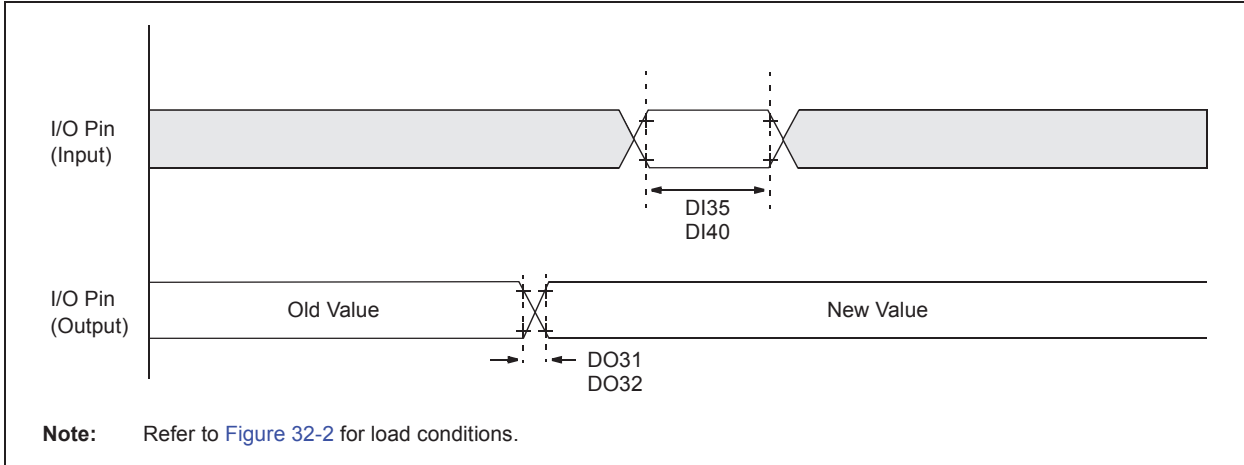 I/O Pin
(Input)
DI35
DI40
I/O Pin
(Output)
Old Value
New Value
DO31
DO32
Note: Refer to Figure 32-2 for load conditions.